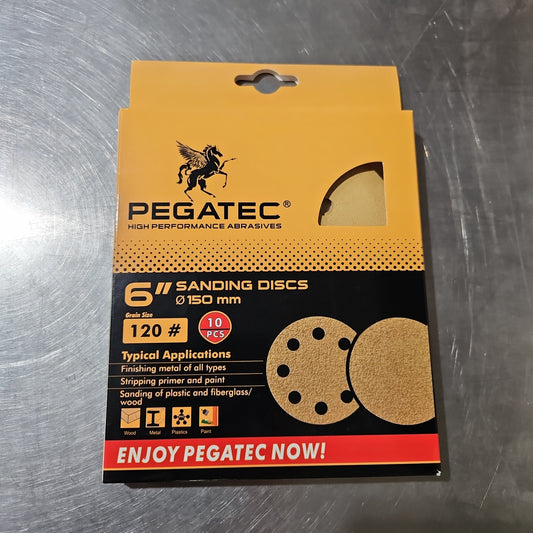 PEGATEC®
HIGH PERFORMANCE ABRASIVES
6" SANDING DISCS
Ø 150 mm
Grain Size
120 #
10
PCS
Typical Applications
Finishing metal of all types
Stripping primer and paint
Sanding of plastic and fiberglass/
wood
Wood Metal Plastics Paint
ENJOY PEGATEC NOW!